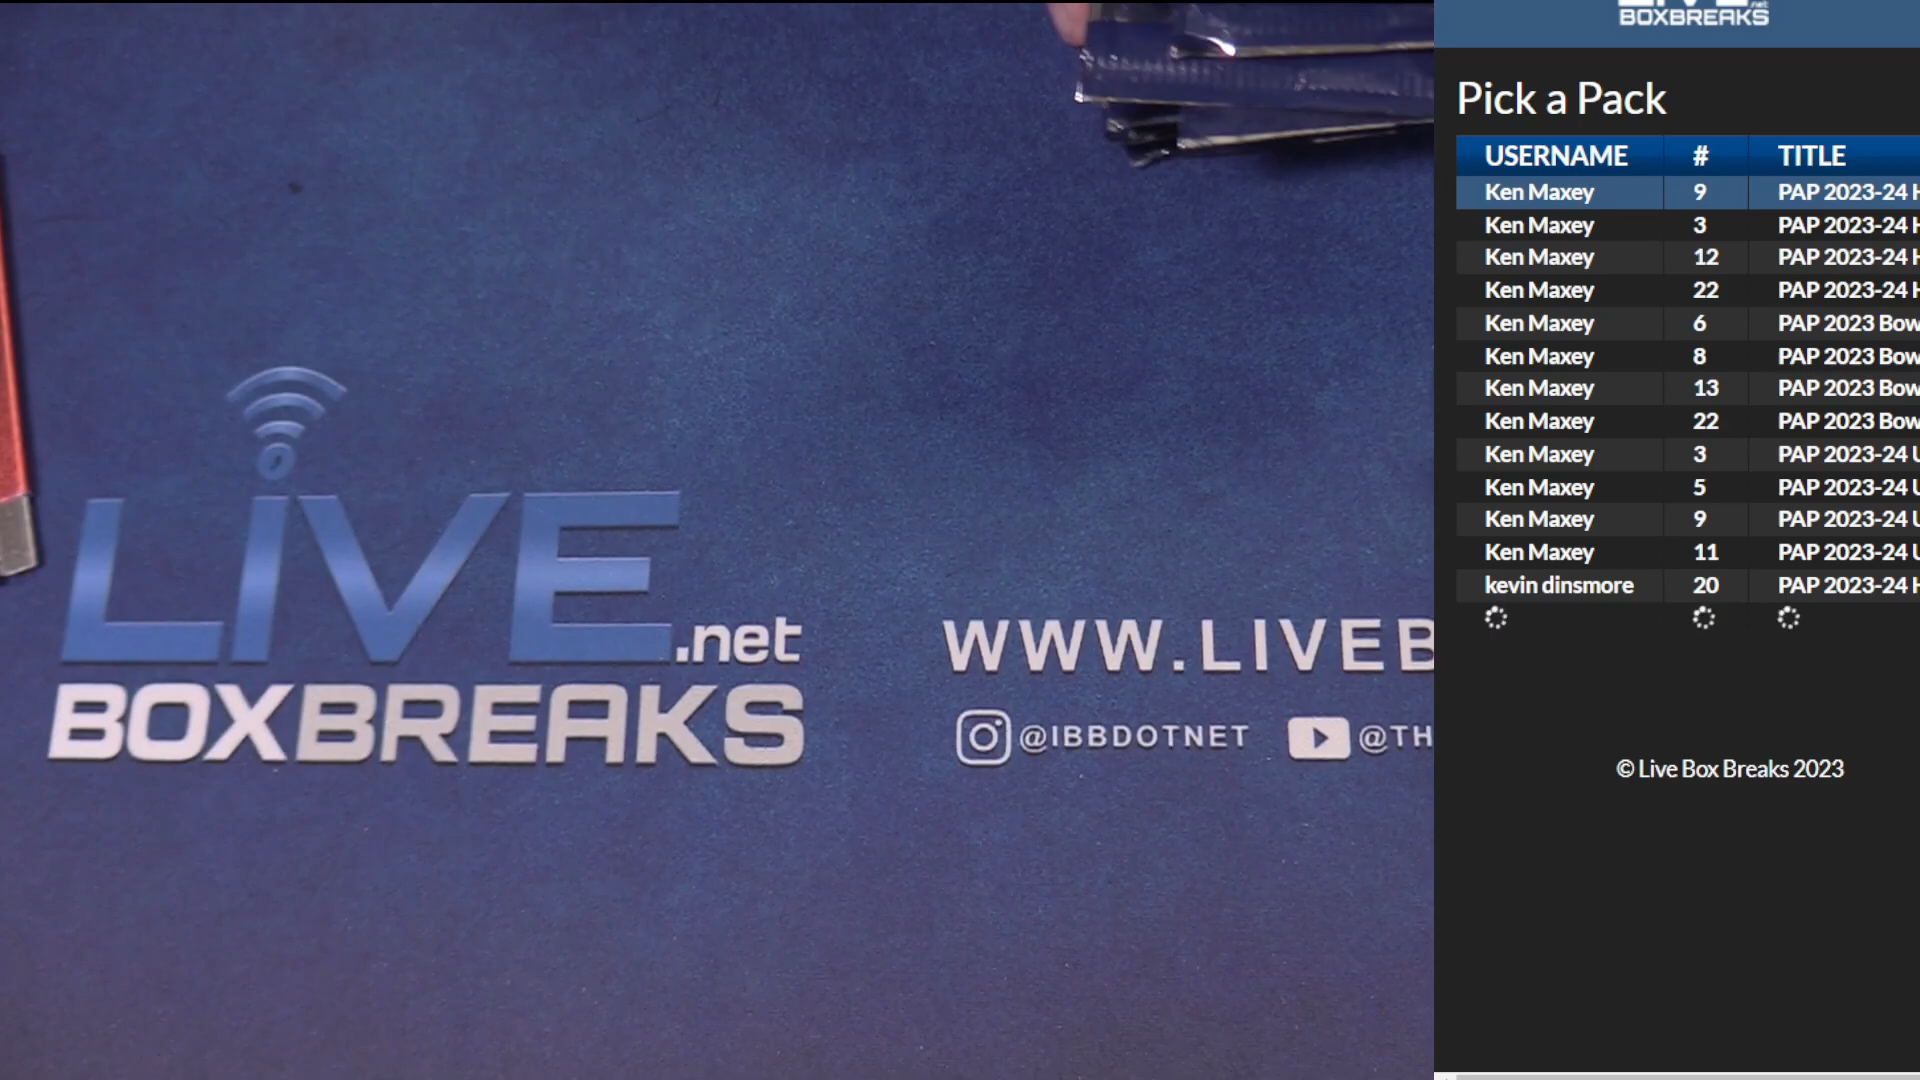 LIVE.net
BOXBREAKS
WWW.LIVEB
@IBBDOTNET @TH
LIVE.net
BOXBREAKS
Pick a Pack
USERNAME # TITLE
Ken Maxey 9 PAP 2023-24 H
Ken Maxey 3 PAP 2023-24 H
Ken Maxey 12 PAP 2023-24 H
Ken Maxey 22 PAP 2023-24 H
Ken Maxey 6 PAP 2023 Bow
Ken Maxey 8 PAP 2023 Bow
Ken Maxey 13 PAP 2023 Bow
Ken Maxey 22 PAP 2023 Bow
Ken Maxey 3 PAP 2023-24 U
Ken Maxey 5 PAP 2023-24 U
Ken Maxey 9 PAP 2023-24 U
Ken Maxey 11 PAP 2023-24 U
kevin dinsmore 20 PAP 2023-24 H
© Live Box Breaks 2023